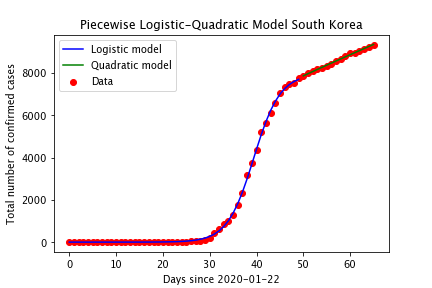 Piecewise Logistic-Quadratic Model South Korea
Logistic model
Quadratic model
Data
Total number of confirmed cases
8000
6000
4000
2000
0
0 10 20 30 40 50 60
Days since 2020-01-22